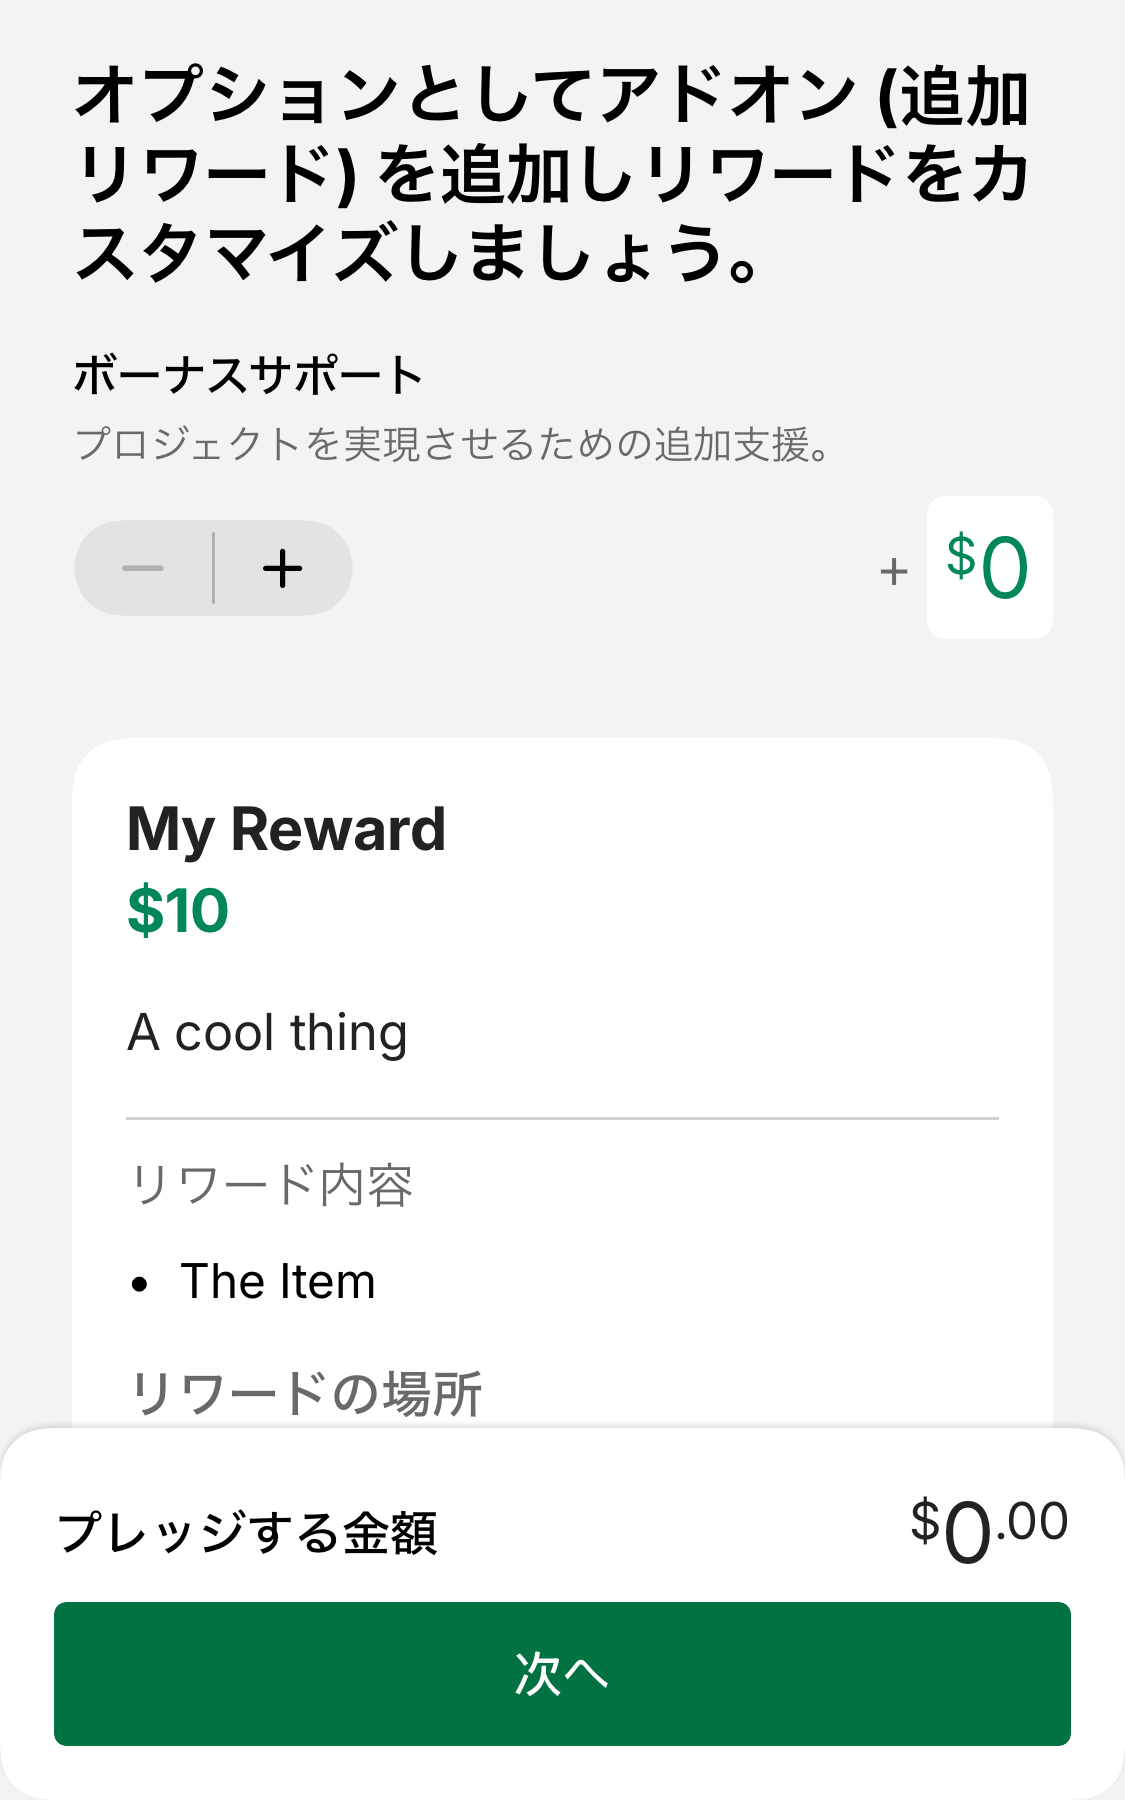 オプションとしてアドオン (追加
リワード) を追加しリワードをカ
スタマイズしましょう。
ボーナスサポート
プロジェクトを実現させるための追加支援。
+ $0
My Reward
$10
A cool thing
リワード内容
• The Item
リワードの場所
プレッジする金額 $0.00
次へ